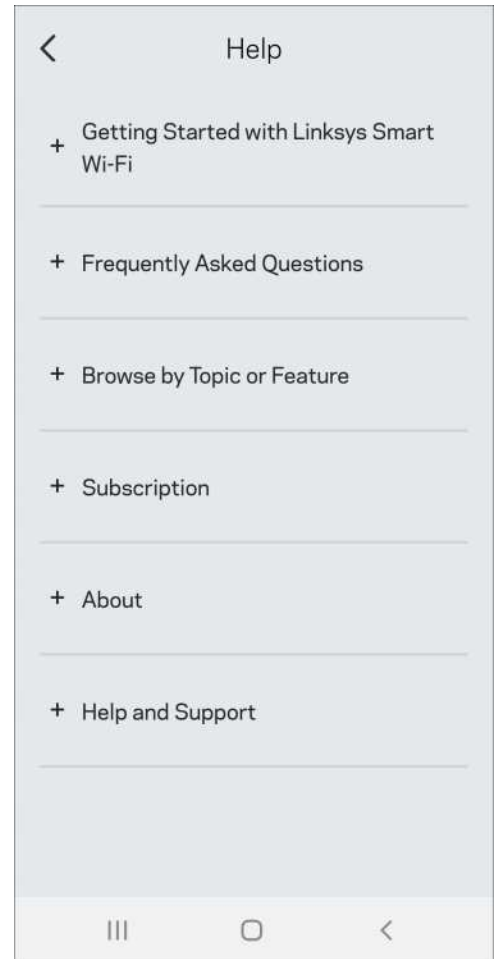 Help
Getting Started with Linksys Smart
Wi-Fi
Frequently Asked Questions
Browse by Topic or Feature
Subscription
About
Help and Support